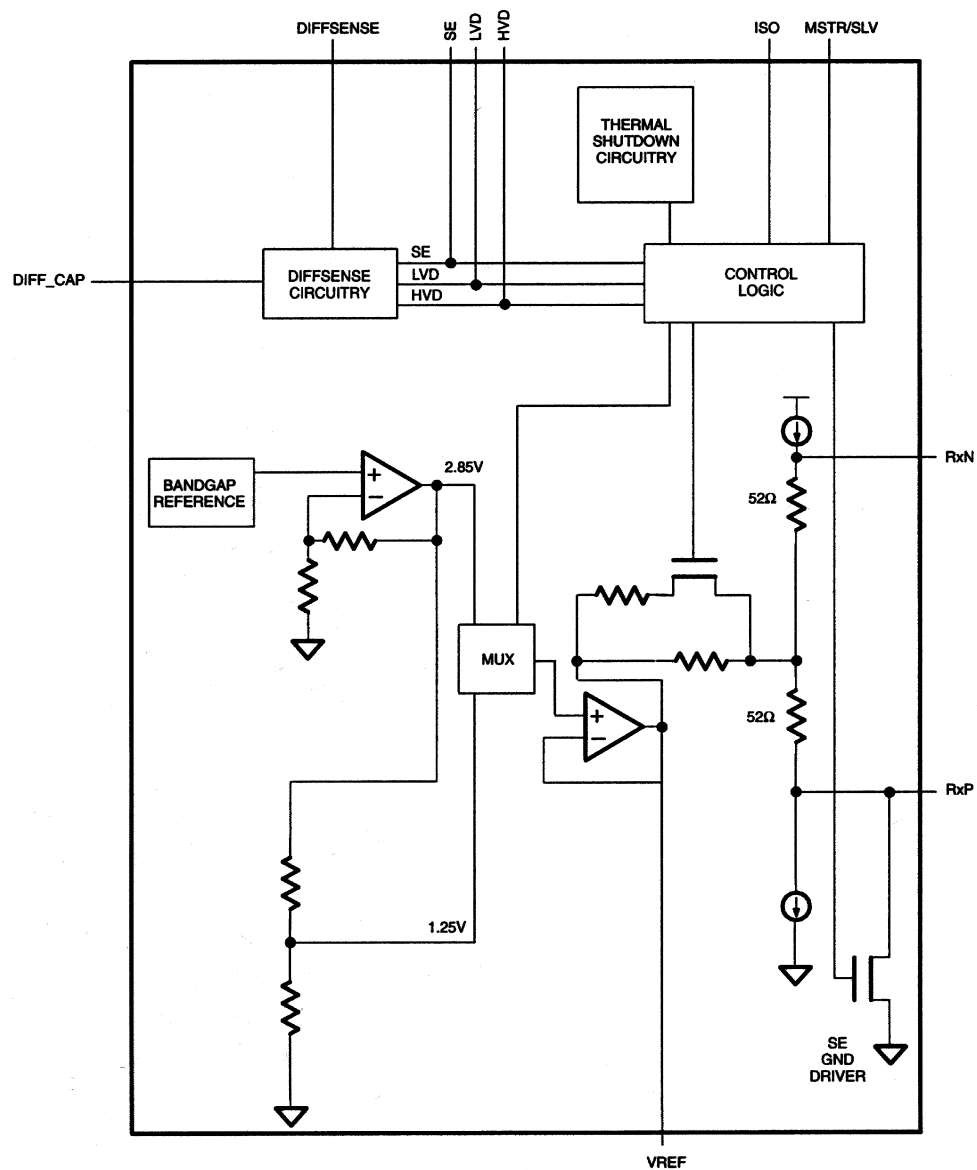 DIFFSENSE
SE
LVD
HVD
ISO
MSTR/SLV
THERMAL
SHUTDOWN
CIRCUITRY
DIFF_CAP
DIFFSENSE
CIRCUITRY
SE
LVD
HVD
CONTROL
LOGIC
BANDGAP
REFERENCE
+
−
2.85V
RxN
52Ω
MUX
+
−
52Ω
RxP
1.25V
SE
GND
DRIVER
VREF